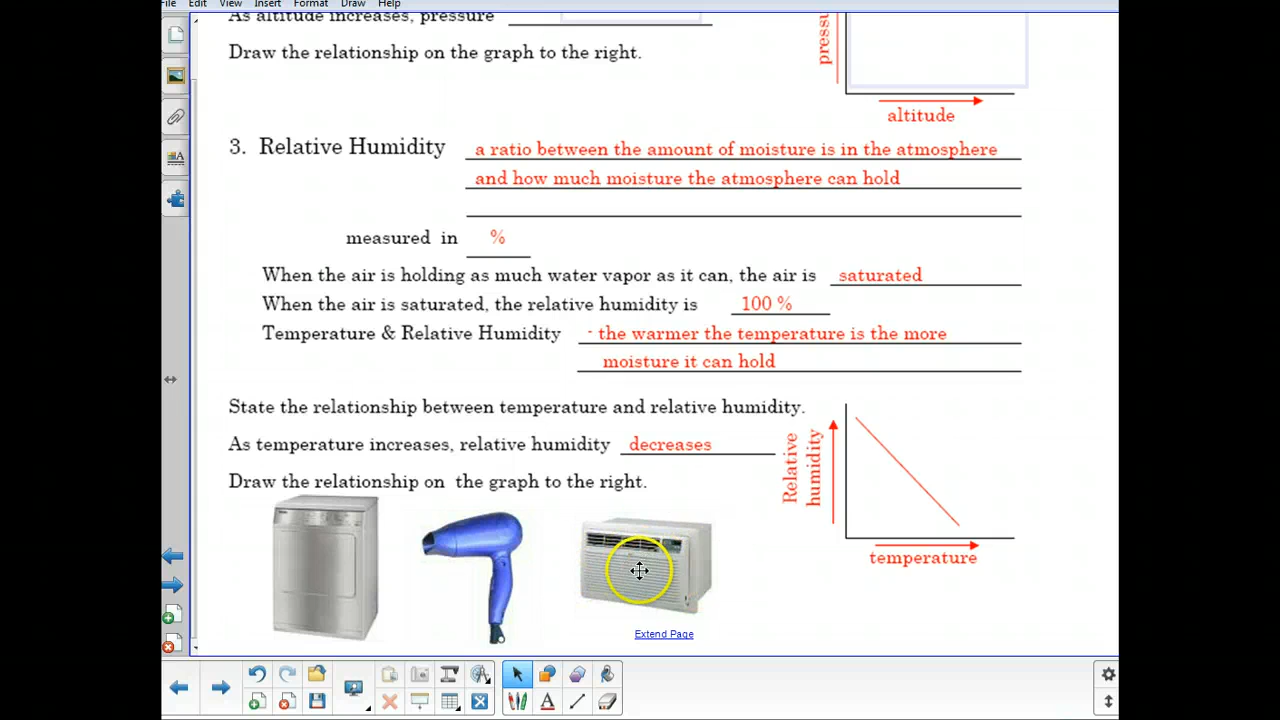 File Edit View Insert Format Draw Help
As altitude increases, pressure
Draw the relationship on the graph to the right.
altitude
3. Relative Humidity a ratio between the amount of moisture is in the atmosphere
and how much moisture the atmosphere can hold
measured in %
When the air is holding as much water vapor as it can, the air is saturated
When the air is saturated, the relative humidity is 100 %
Temperature & Relative Humidity - the warmer the temperature is the more
moisture it can hold
State the relationship between temperature and relative humidity.
As temperature increases, relative humidity decreases
Draw the relationship on the graph to the right.
Relative
humidity
temperature
Extend Page